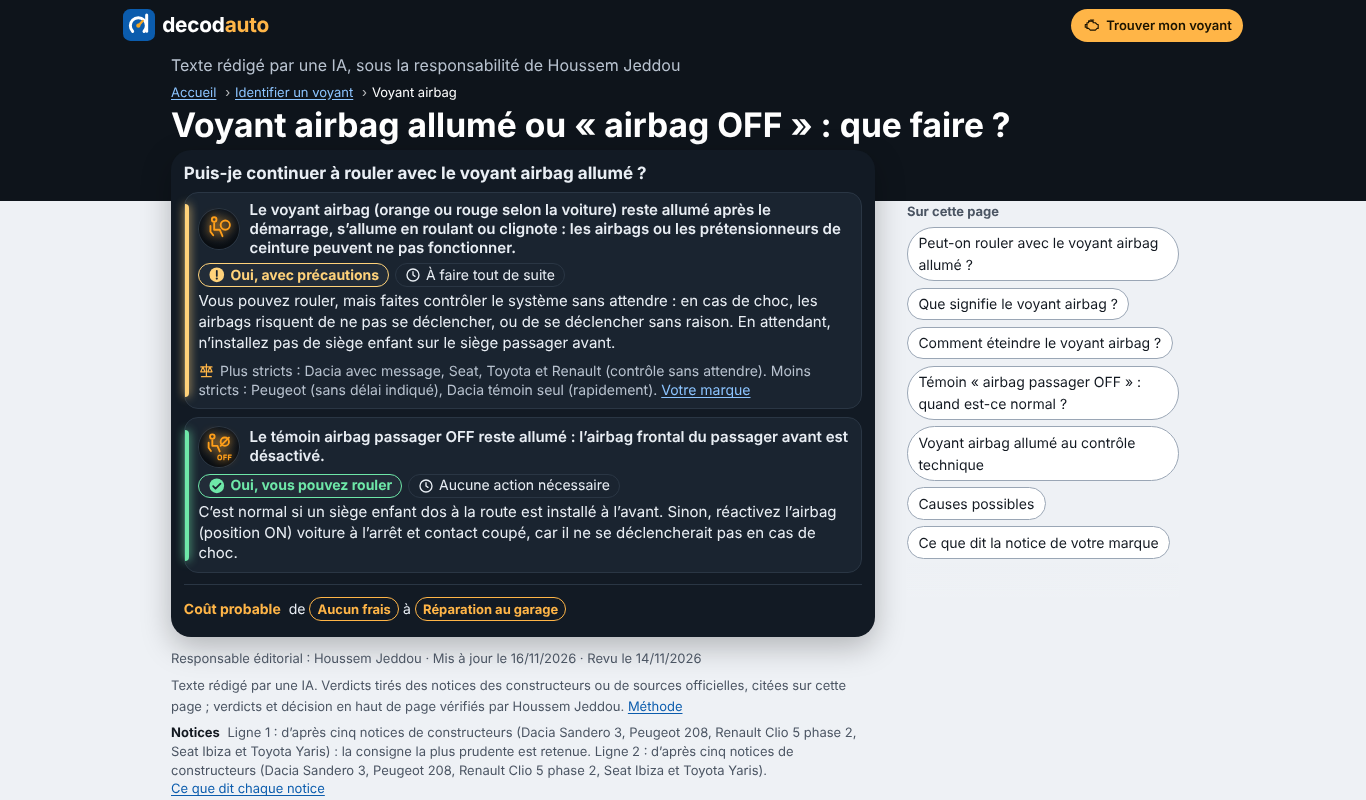 decodauto
Trouver mon voyant
Texte rédigé par une IA, sous la responsabilité de Houssem Jeddou
Accueil › Identifier un voyant › Voyant airbag
Voyant airbag allumé ou « airbag OFF » : que faire ?
Puis-je continuer à rouler avec le voyant airbag allumé ?
Le voyant airbag (orange ou rouge selon la voiture) reste allumé après le
démarrage, s’allume en roulant ou clignote : les airbags ou les prétensionneurs de
ceinture peuvent ne pas fonctionner.
Oui, avec précautions
À faire tout de suite
Vous pouvez rouler, mais faites contrôler le système sans attendre : en cas de choc, les
airbags risquent de ne pas se déclencher, ou de se déclencher sans raison. En attendant,
n’installez pas de siège enfant sur le siège passager avant.
Plus stricts : Dacia avec message, Seat, Toyota et Renault (contrôle sans attendre). Moins
stricts : Peugeot (sans délai indiqué), Dacia témoin seul (rapidement). Votre marque
OFF
Le témoin airbag passager OFF reste allumé : l’airbag frontal du passager avant est
désactivé.
Oui, vous pouvez rouler
Aucune action nécessaire
C’est normal si un siège enfant dos à la route est installé à l’avant. Sinon, réactivez l’airbag
(position ON) voiture à l’arrêt et contact coupé, car il ne se déclencherait pas en cas de
choc.
Coût probable de Aucun frais à Réparation au garage
Responsable éditorial : Houssem Jeddou · Mis à jour le 16/11/2026 · Revu le 14/11/2026
Texte rédigé par une IA. Verdicts tirés des notices des constructeurs ou de sources officielles, citées sur cette
page ; verdicts et décision en haut de page vérifiés par Houssem Jeddou. Méthode
Notices Ligne 1 : d’après cinq notices de constructeurs (Dacia Sandero 3, Peugeot 208, Renault Clio 5 phase 2,
Seat Ibiza et Toyota Yaris) : la consigne la plus prudente est retenue. Ligne 2 : d’après cinq notices de
constructeurs (Dacia Sandero 3, Peugeot 208, Renault Clio 5 phase 2, Seat Ibiza et Toyota Yaris).
Ce que dit chaque notice
Sur cette page
Peut-on rouler avec le voyant airbag
allumé ?
Que signifie le voyant airbag ?
Comment éteindre le voyant airbag ?
Témoin « airbag passager OFF » :
quand est-ce normal ?
Voyant airbag allumé au contrôle
technique
Causes possibles
Ce que dit la notice de votre marque